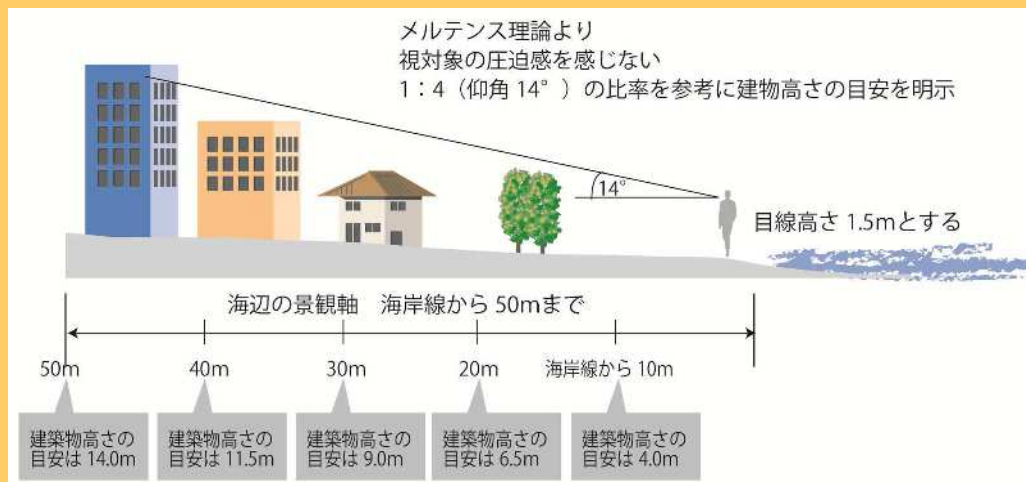 メルテンス理論より
視対象の圧迫感を感じない
1：4（仰角 14°）の比率を参考に建物高さの目安を明示
14°
目線高さ 1.5mとする
海辺の景観軸　海岸線から 50mまで
50m
40m
30m
20m
海岸線から 10m
建築物高さの
目安は 14.0m
建築物高さの
目安は 11.5m
建築物高さの
目安は 9.0m
建築物高さの
目安は 6.5m
建築物高さの
目安は 4.0m